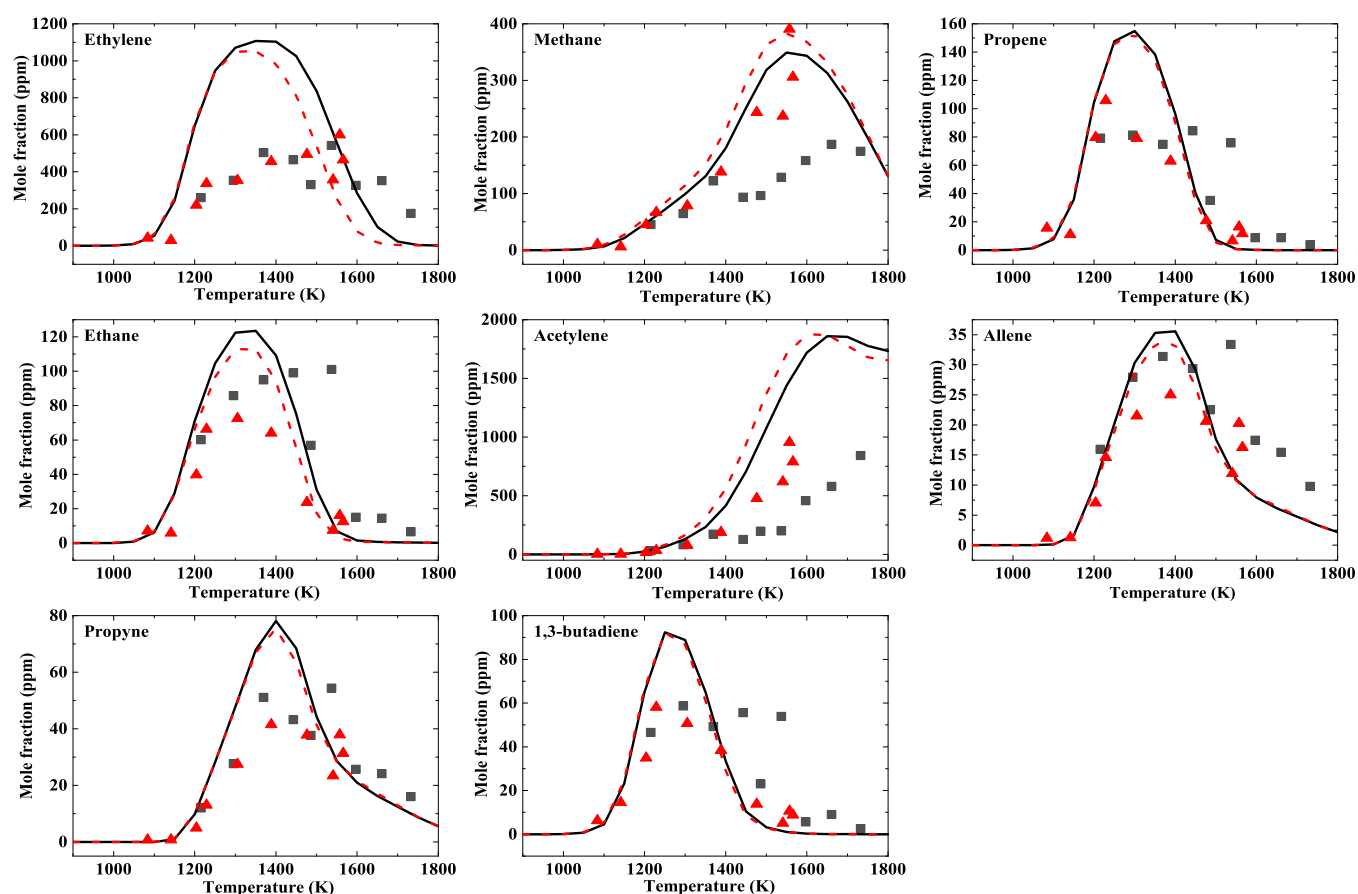 Ethylene
Mole fraction (ppm)
1200
1000
800
600
400
200
0
1000 1200 1400 1600 1800
Temperature (K)
Methane
Mole fraction (ppm)
400
300
200
100
0
1000 1200 1400 1600 1800
Temperature (K)
Propene
Mole fraction (ppm)
160
140
120
100
80
60
40
20
0
1000 1200 1400 1600 1800
Temperature (K)
Ethane
Mole fraction (ppm)
120
100
80
60
40
20
0
1000 1200 1400 1600 1800
Temperature (K)
Acetylene
Mole fraction (ppm)
2000
1500
1000
500
0
1000 1200 1400 1600 1800
Temperature (K)
Allene
Mole fraction (ppm)
35
30
25
20
15
10
5
0
1000 1200 1400 1600 1800
Temperature (K)
Propyne
Mole fraction (ppm)
80
60
40
20
0
1000 1200 1400 1600 1800
Temperature (K)
1,3-butadiene
Mole fraction (ppm)
100
80
60
40
20
0
1000 1200 1400 1600 1800
Temperature (K)